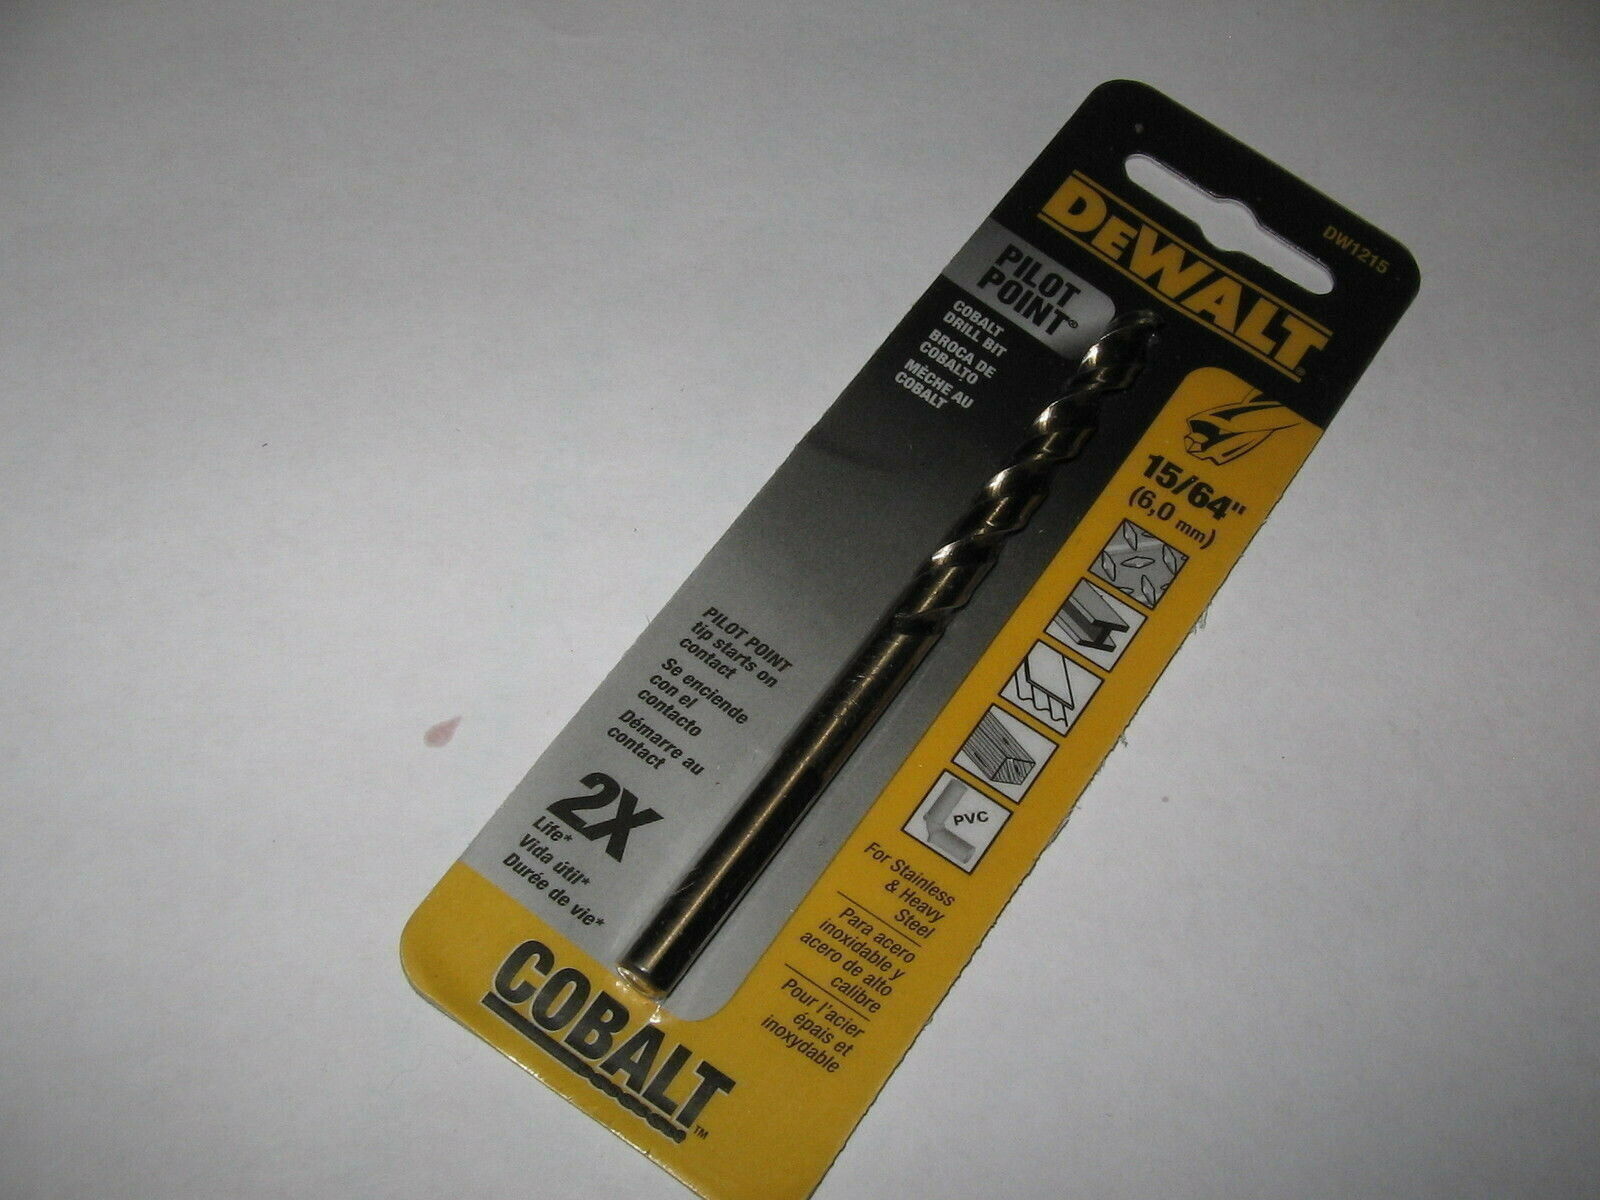 DW1215
DEWALT®
PILOT
POINT®
COBALT
DRILL BIT
BROCA DE
COBALTO
MÈCHE AU
COBALT
15/64"
(6,0 mm)
PILOT POINT
tip starts on
contact
Se enciende
con el
contacto
Démarre au
contact
2X
Life*
Vida útil*
Durée de vie*
PVC
For Stainless
& Heavy
Steel
Para acero
inoxidable y
acero de alto
calibre
Pour l'acier
épais et
inoxydable
COBALT™